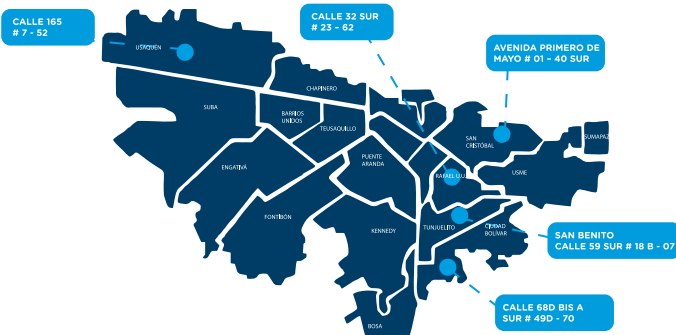 CALLE 165
# 7 - 52
CALLE 32 SUR
# 23 - 62
AVENIDA PRIMERO DE
MAYO # 01 - 40 SUR
USAQUÉN
CHAPINERO
SUBA
BARRIOS
UNIDOS
TEUSAQUILLO
SAN
CRISTÓBAL
SUMAPAZ
ENGATIVÁ
PUENTE
ARANDA
RAFAEL U.U.
USME
FONTIBÓN
KENNEDY
TUNJUELITO
CIUDAD
BOLÍVAR
SAN BENITO
CALLE 59 SUR # 18 B - 07
CALLE 68D BIS A
SUR # 49D - 70
BOSA